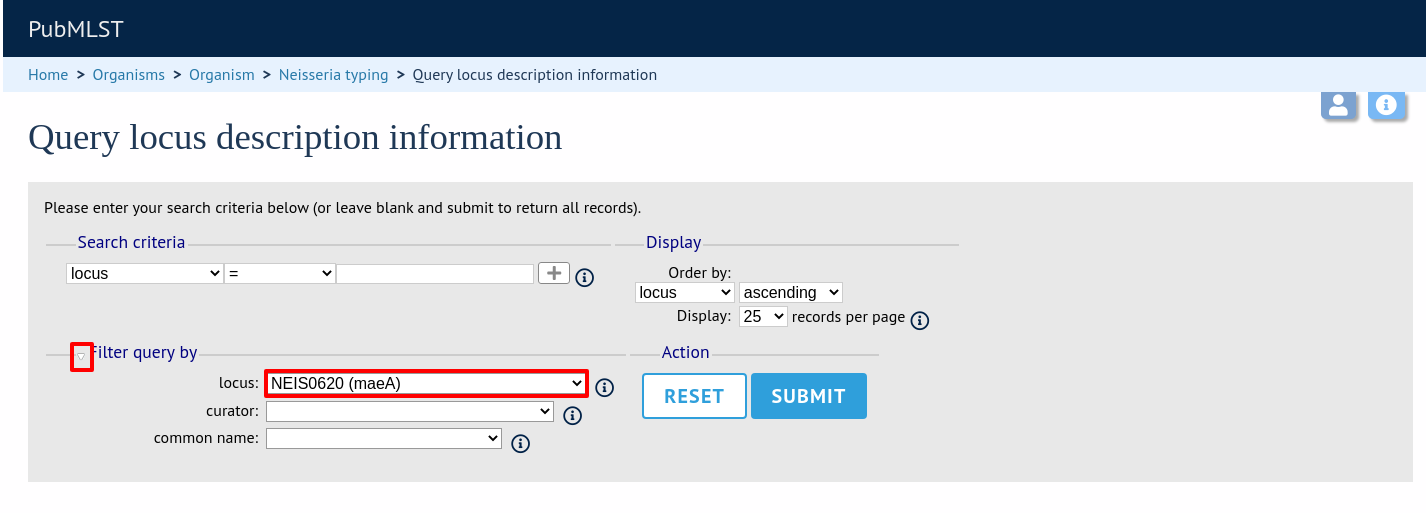 PubMLST
Home > Organisms > Organism > Neisseria typing > Query locus description information
Query locus description information
Please enter your search criteria below (or leave blank and submit to return all records).
Search criteria
locus = +
Display
Order by:
locus ascending
Display: 25 records per page
Filter query by
locus: NEIS0620 (maeA)
curator:
common name:
Action
RESET SUBMIT